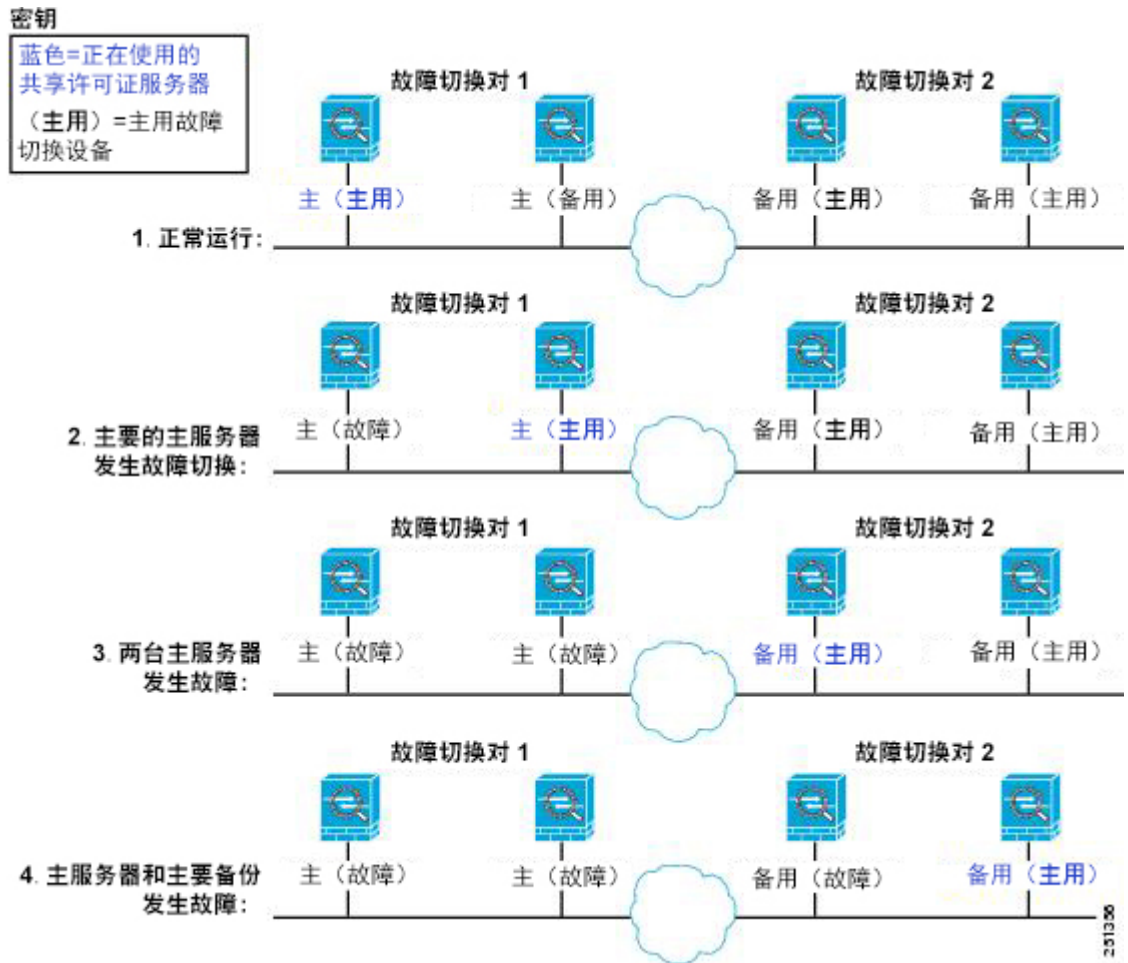 密钥
蓝色=正在使用的
共享许可证服务器
（主用）=主用故障
切换设备
故障切换对 1
故障切换对 2
主（主用）
主（备用）
备用（主用）
备用（主用）
1. 正常运行：
故障切换对 1
故障切换对 2
主（故障）
主（主用）
备用（主用）
备用（主用）
2. 主要的主服务器
发生故障切换：
故障切换对 1
故障切换对 2
主（故障）
主（故障）
备用（主用）
备用（主用）
3. 两台主服务器
发生故障：
故障切换对 1
故障切换对 2
主（故障）
主（故障）
备用（故障）
备用（主用）
4. 主服务器和主要备份
发生故障：
251356